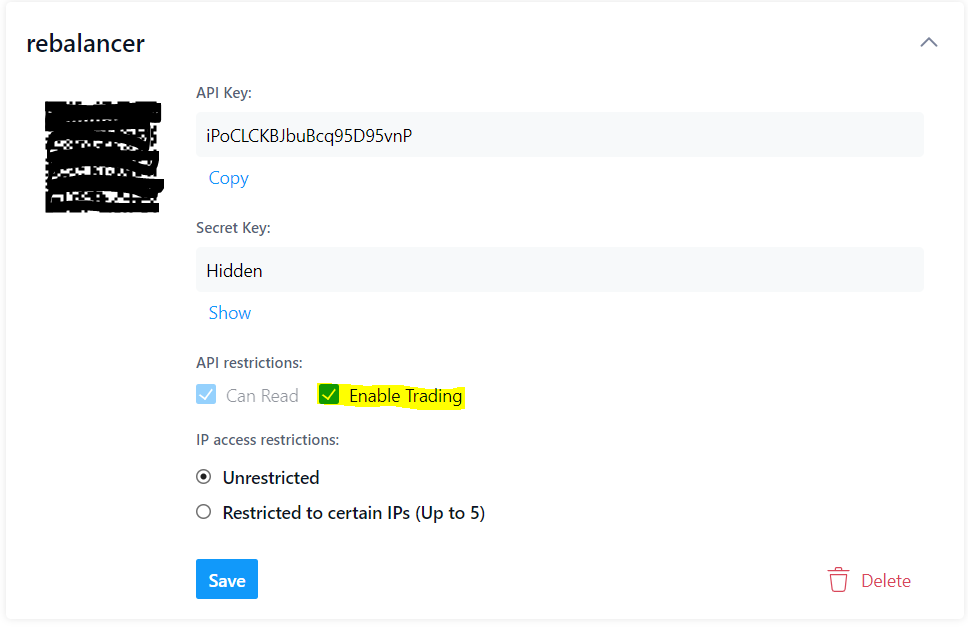 rebalancer
API Key:
iPoCLCKBJbuBcq95D95vnP
Copy
Secret Key:
Hidden
Show
API restrictions:
Can Read Enable Trading
IP access restrictions:
Unrestricted
Restricted to certain IPs (Up to 5)
Save Delete